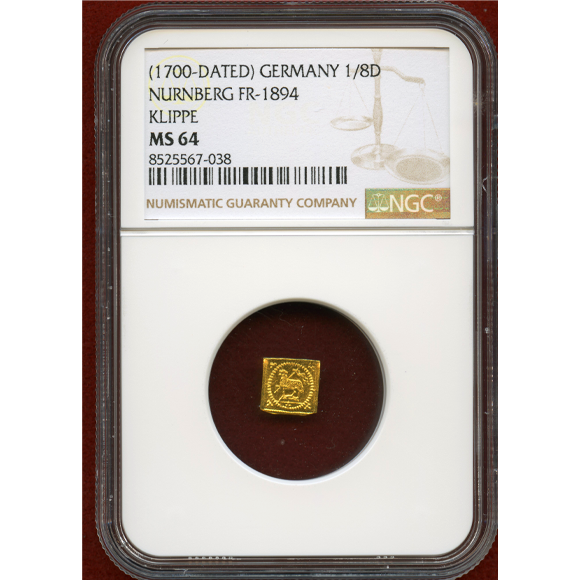 (1700-DATED) GERMANY 1/8D
NURNBERG FR-1894
KLIPPE
MS 64
8525567-038
NUMISMATIC GUARANTY COMPANY
NGC®